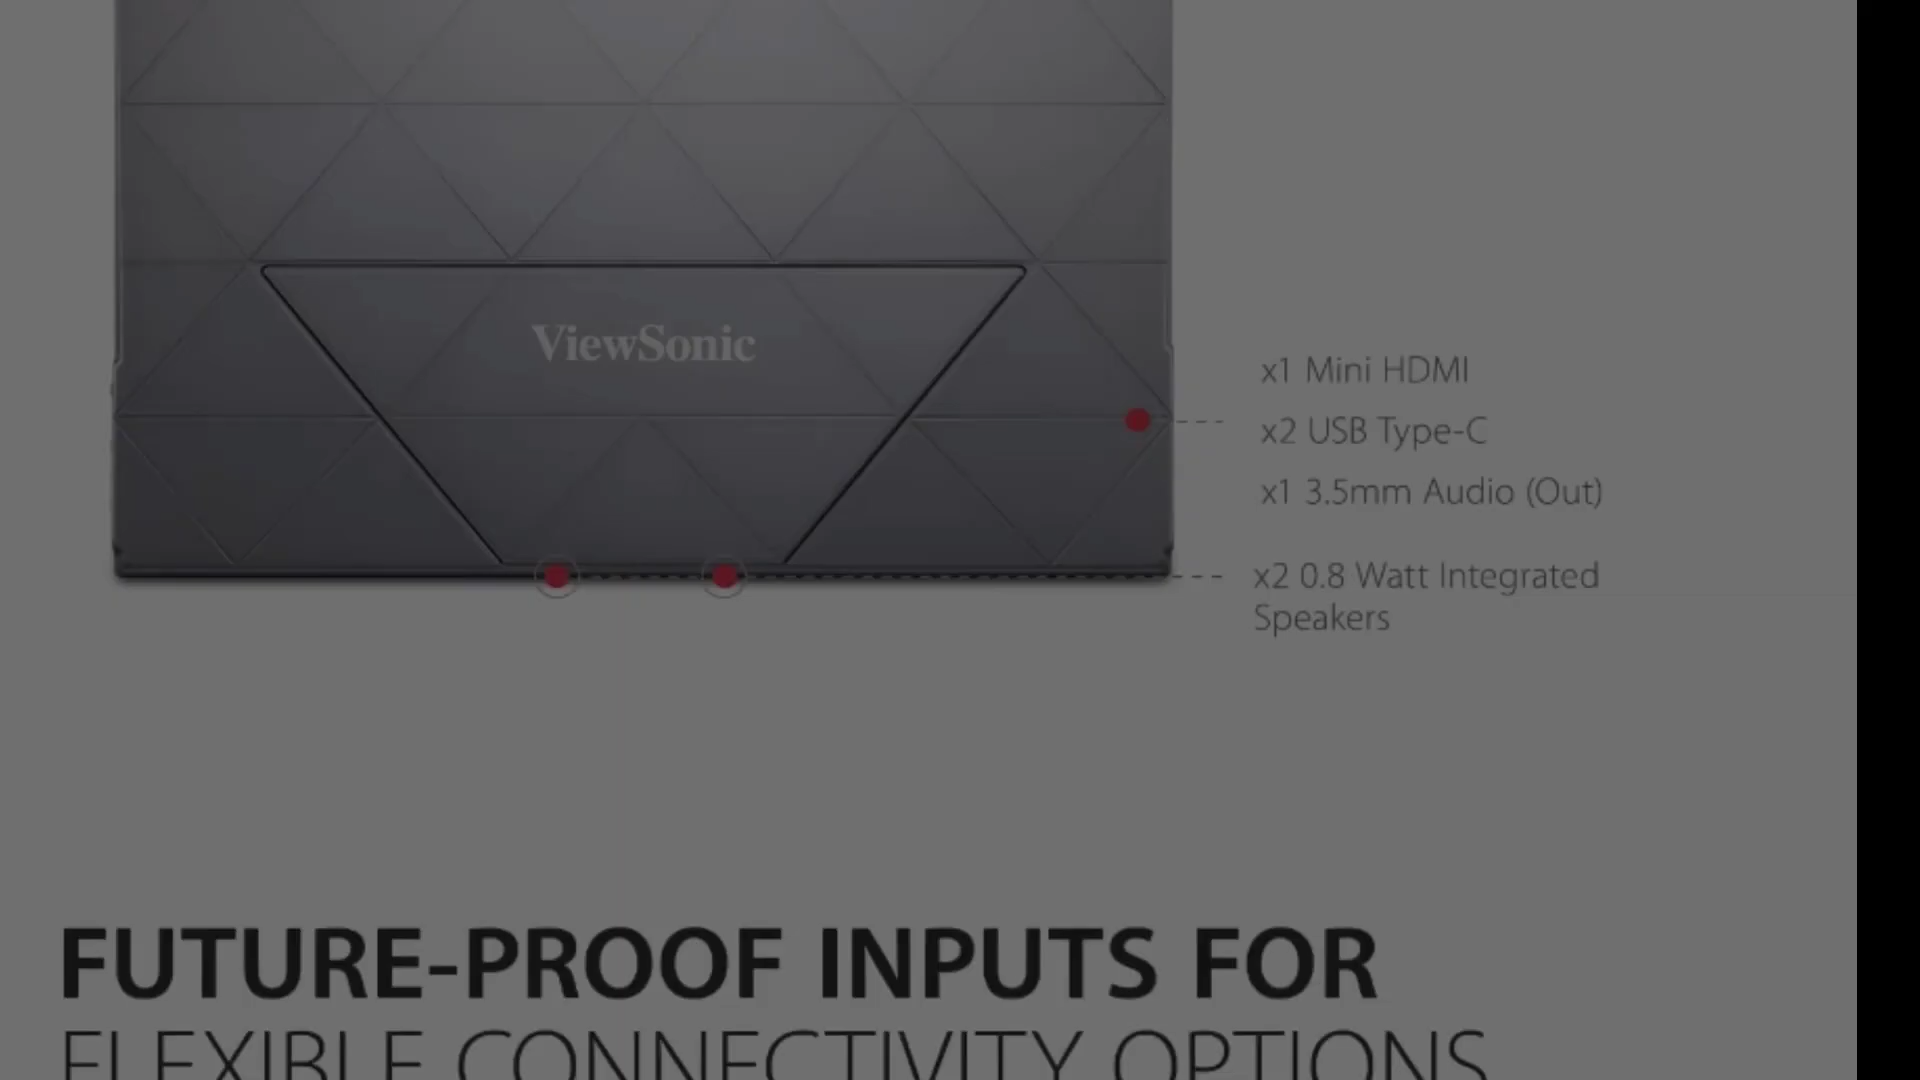 ViewSonic
x1 Mini HDMI
x2 USB Type-C
x1 3.5mm Audio (Out)
x2 0.8 Watt Integrated
Speakers
FUTURE-PROOF INPUTS FOR
FLEXIBLE CONNECTIVITY OPTIONS